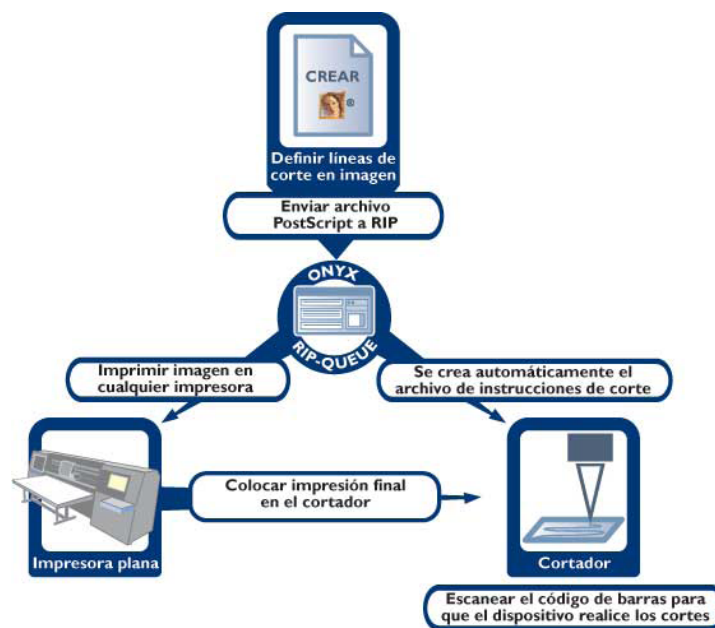 CREAR
®
Definir líneas de
corte en imagen
Enviar archivo
PostScript a RIP
ONYX
RIP-QUEUE
Imprimir imagen en
cualquier impresora
Se crea automáticamente el
archivo de instrucciones de corte
Colocar impresión final
en el cortador
Impresora plana
Cortador
Escanear el código de barras para
que el dispositivo realice los cortes